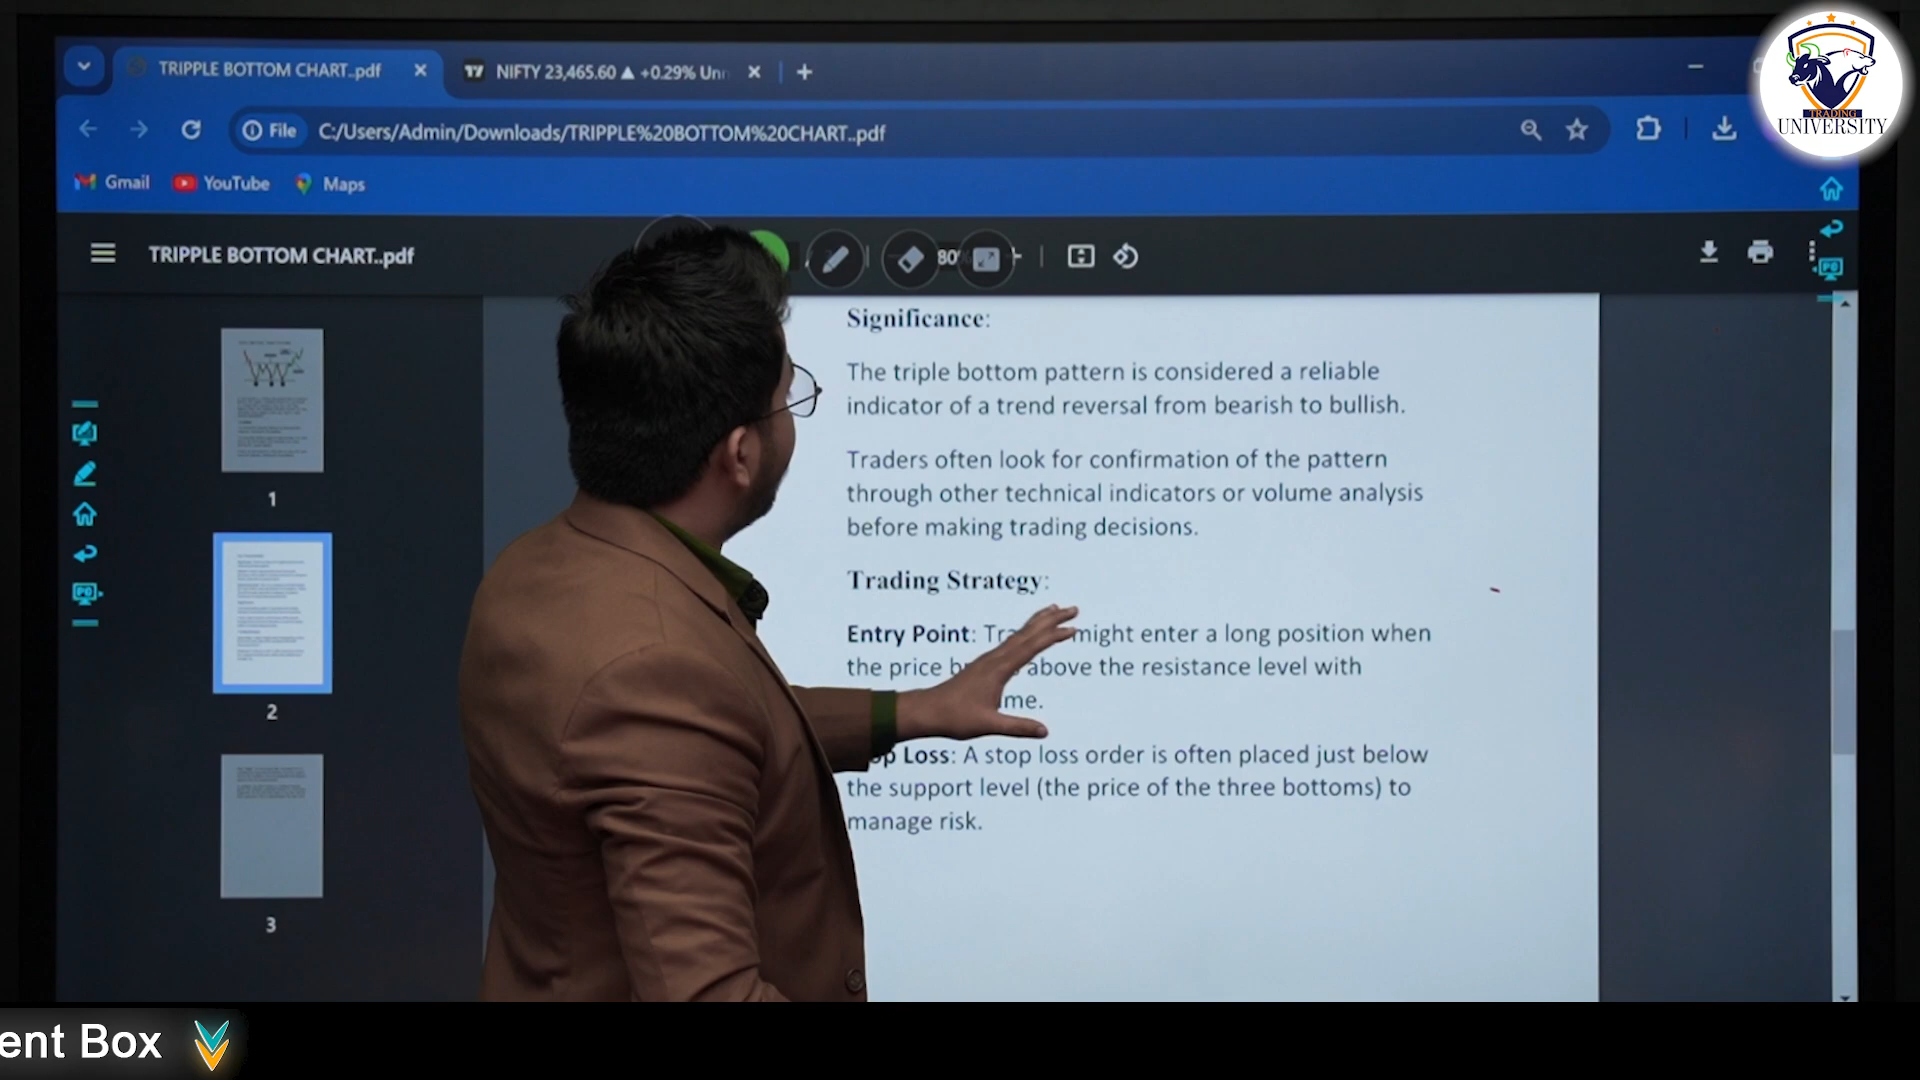 TRIPPLE BOTTOM CHART..pdf
NIFTY 23,465.60 ▲ +0.29%
TRADING
UNIVERSITY
File
C:/Users/Admin/Downloads/TRIPPLE%20BOTTOM%20CHART..pdf
Gmail
YouTube
Maps
TRIPPLE BOTTOM CHART..pdf
80
Significance:
The triple bottom pattern is considered a reliable
indicator of a trend reversal from bearish to bullish.
Traders often look for confirmation of the pattern
through other technical indicators or volume analysis
before making trading decisions.
Trading Strategy:
Entry Point: might enter a long position when
the price above the resistance level with
Loss: A stop loss order is often placed just below
the support level (the price of the three bottoms) to
manage risk.
1
2
3
PC
PC
ent Box